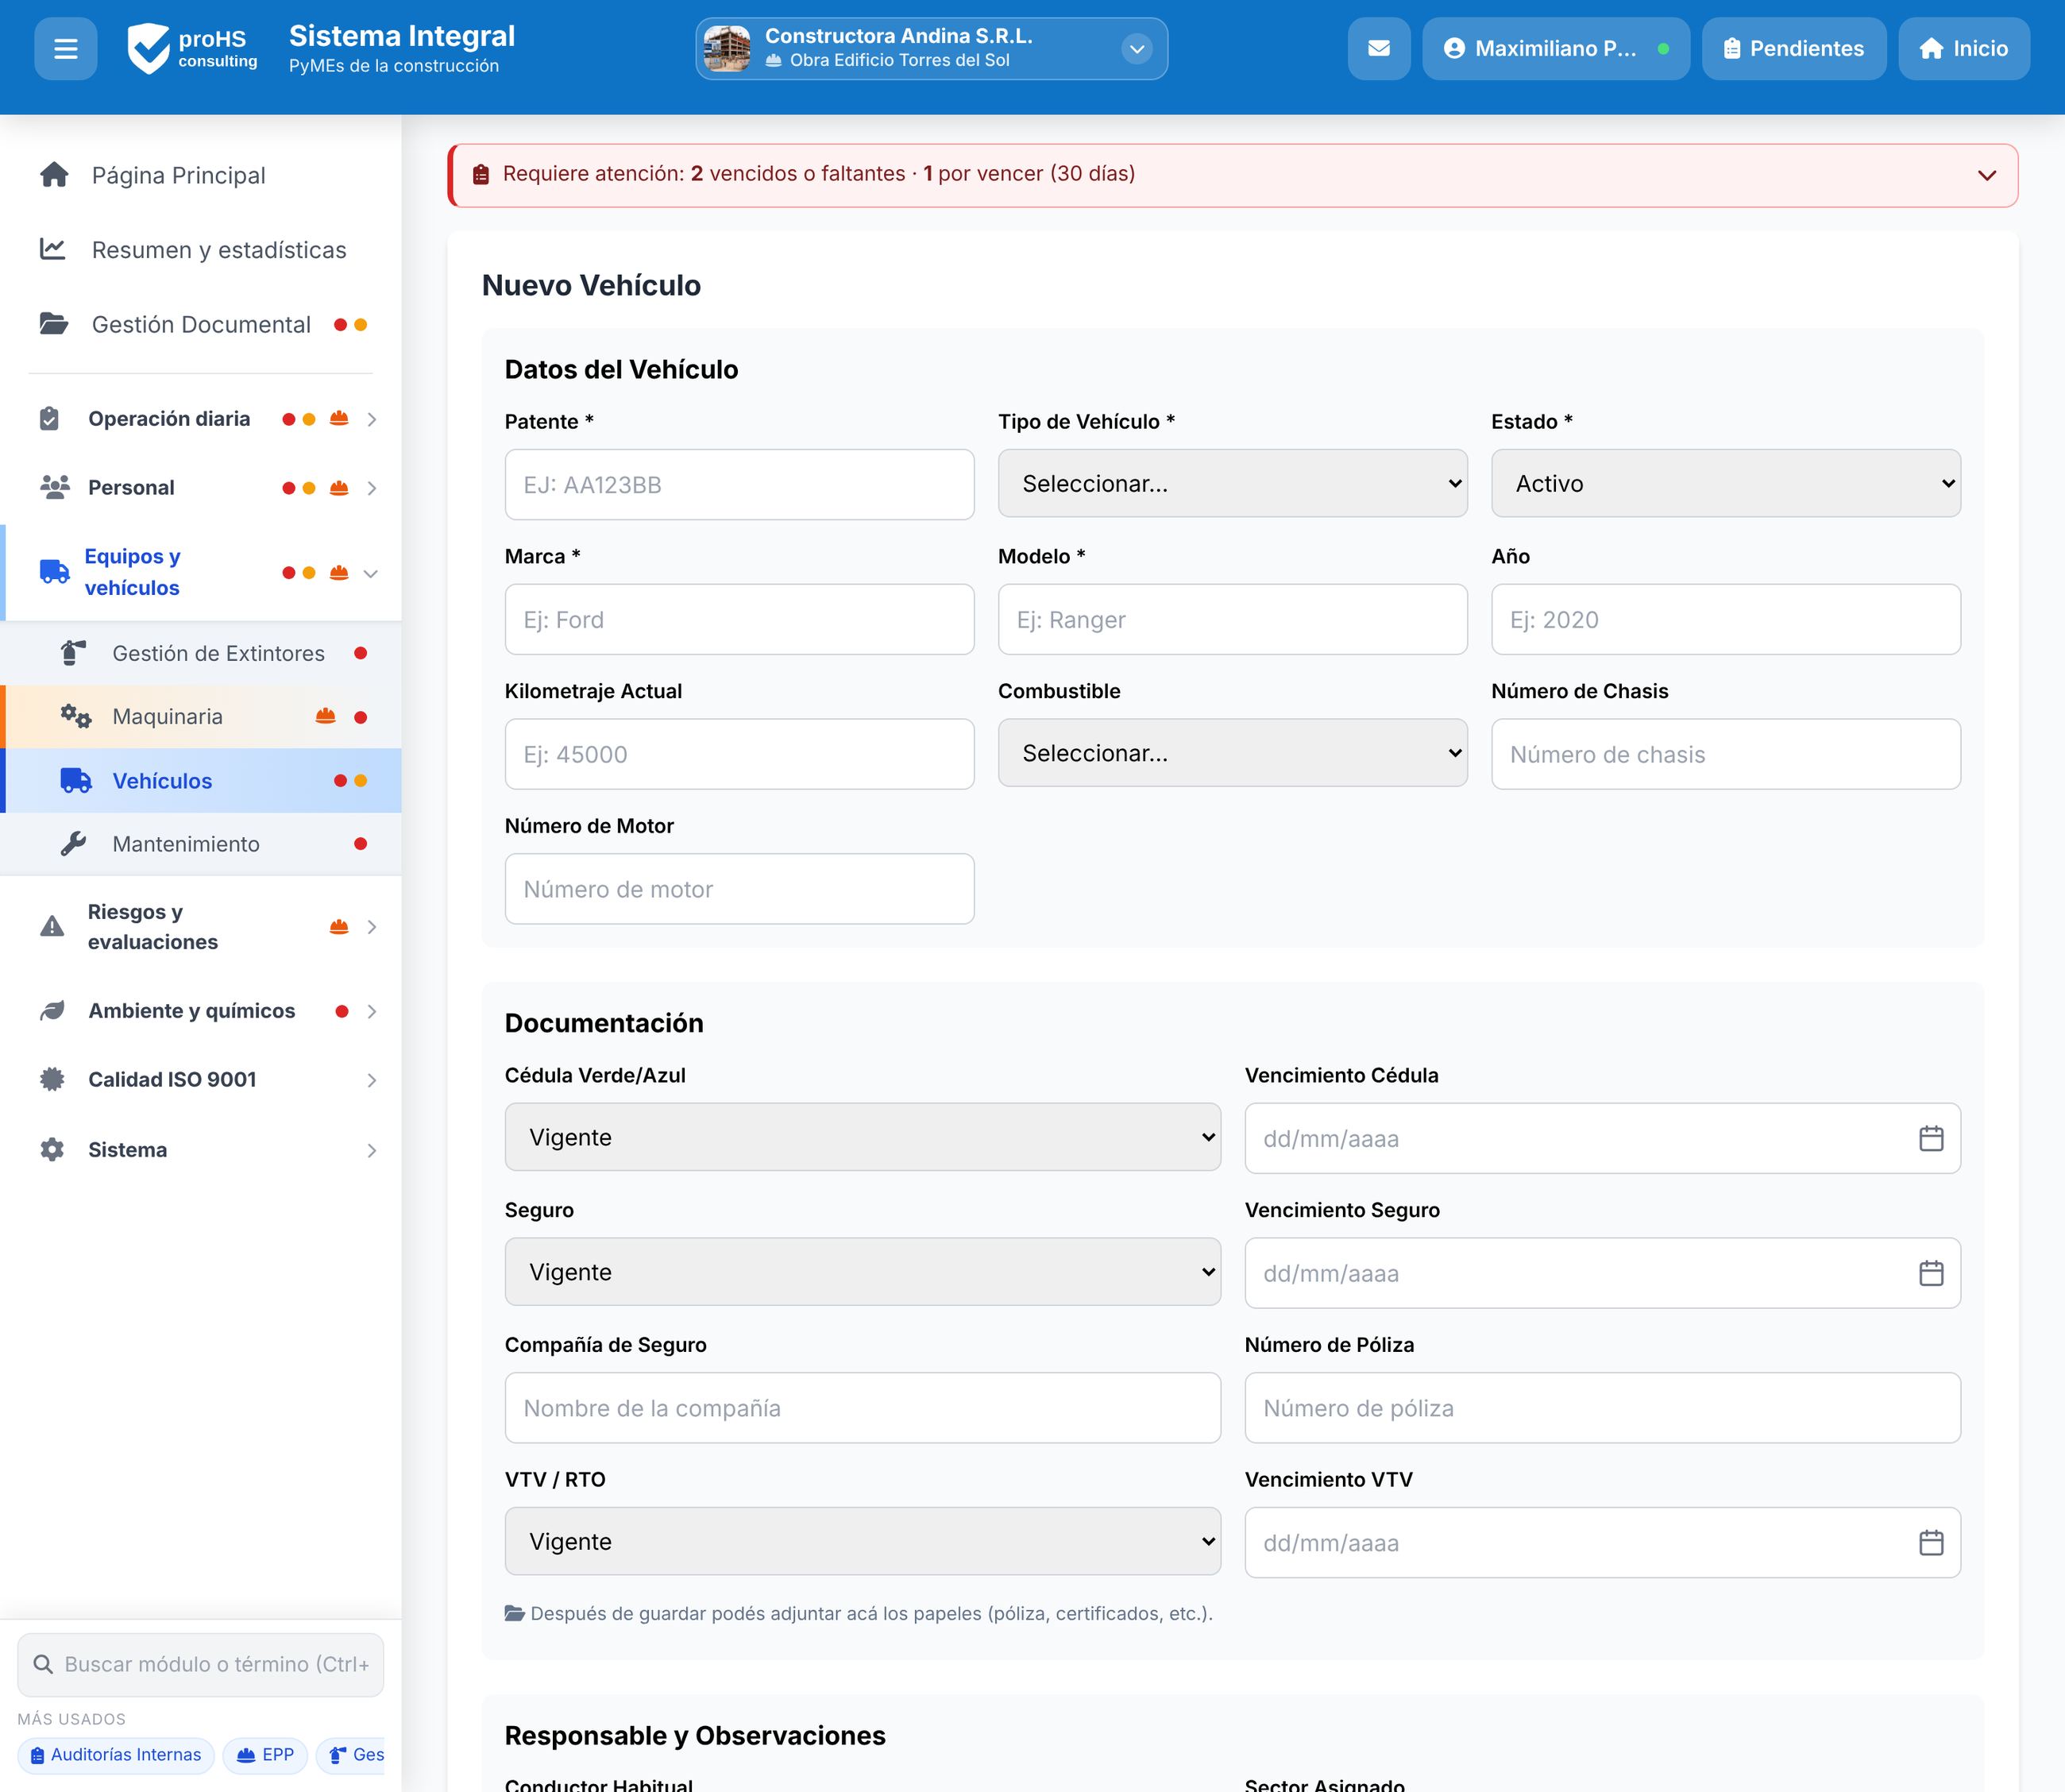 proHS
consulting
Sistema Integral
PyMEs de la construcción
Constructora Andina S.R.L.
Obra Edificio Torres del Sol
Maximiliano P...
Pendientes
Inicio
Página Principal
Resumen y estadísticas
Gestión Documental
Operación diaria
Personal
Equipos y
vehículos
Gestión de Extintores
Maquinaria
Vehículos
Mantenimiento
Riesgos y
evaluaciones
Ambiente y químicos
Calidad ISO 9001
Sistema
Buscar módulo o término (Ctrl+
MÁS USADOS
Auditorías Internas
EPP
Ges
Requiere atención: 2 vencidos o faltantes · 1 por vencer (30 días)
Nuevo Vehículo
Datos del Vehículo
Patente *
Tipo de Vehículo *
Estado *
EJ: AA123BB
Seleccionar...
Activo
Marca *
Modelo *
Año
Ej: Ford
Ej: Ranger
Ej: 2020
Kilometraje Actual
Combustible
Número de Chasis
Ej: 45000
Seleccionar...
Número de chasis
Número de Motor
Número de motor
Documentación
Cédula Verde/Azul
Vencimiento Cédula
Vigente
dd/mm/aaaa
Seguro
Vencimiento Seguro
Vigente
dd/mm/aaaa
Compañía de Seguro
Número de Póliza
Nombre de la compañía
Número de póliza
VTV / RTO
Vencimiento VTV
Vigente
dd/mm/aaaa
Después de guardar podés adjuntar acá los papeles (póliza, certificados, etc.).
Responsable y Observaciones
Conductor Habitual
Sector Asignado